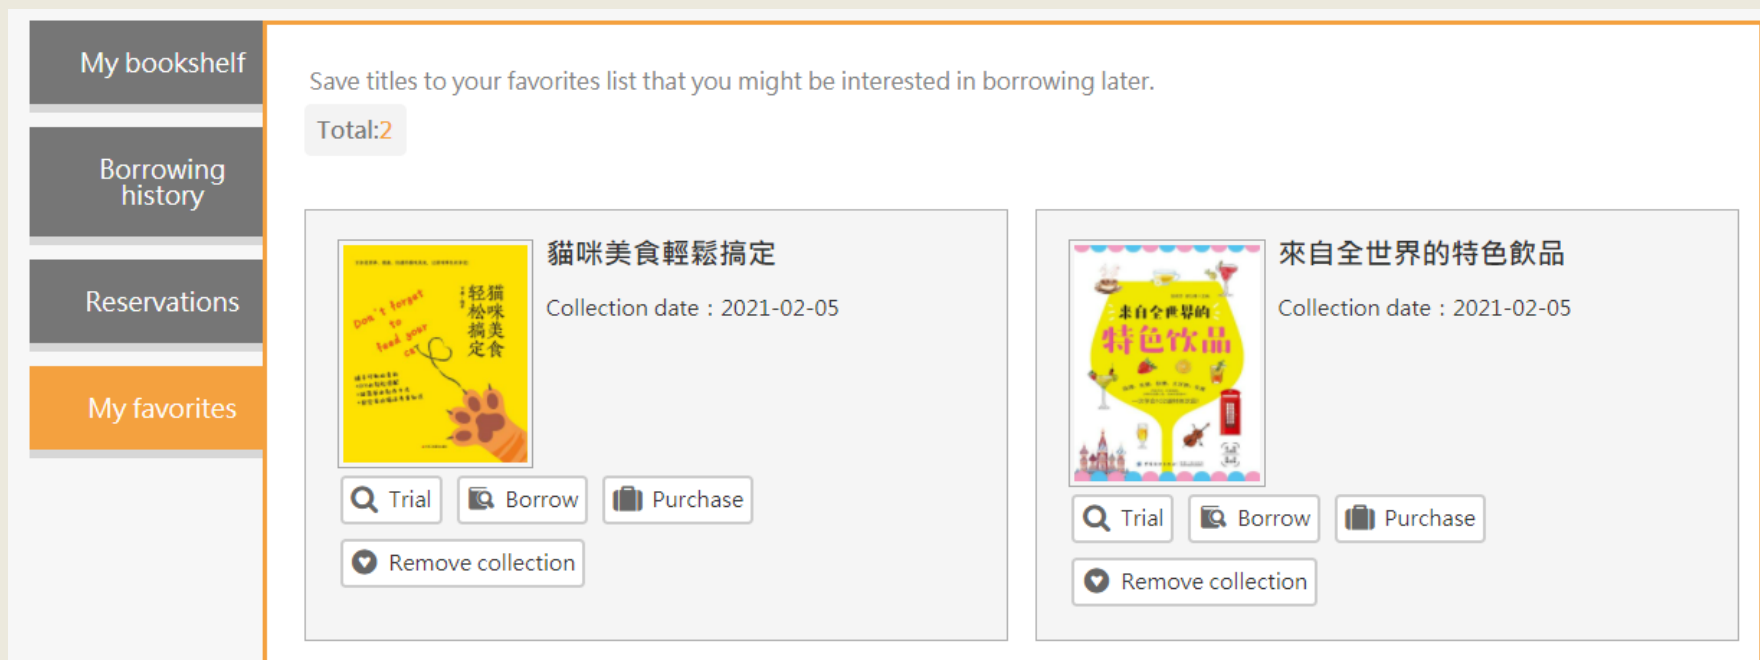 My bookshelf
Borrowing
history
Reservations
My favorites
Save titles to your favorites list that you might be interested in borrowing later.
Total:2
貓咪美食輕鬆搞定
Collection date：2021-02-05
猫咪美食
轻松搞定
Don't forget
to
feed your
cat
Trial
Borrow
Purchase
Remove collection
來自全世界的特色飲品
Collection date：2021-02-05
来自全世界的
特色饮品
Trial
Borrow
Purchase
Remove collection